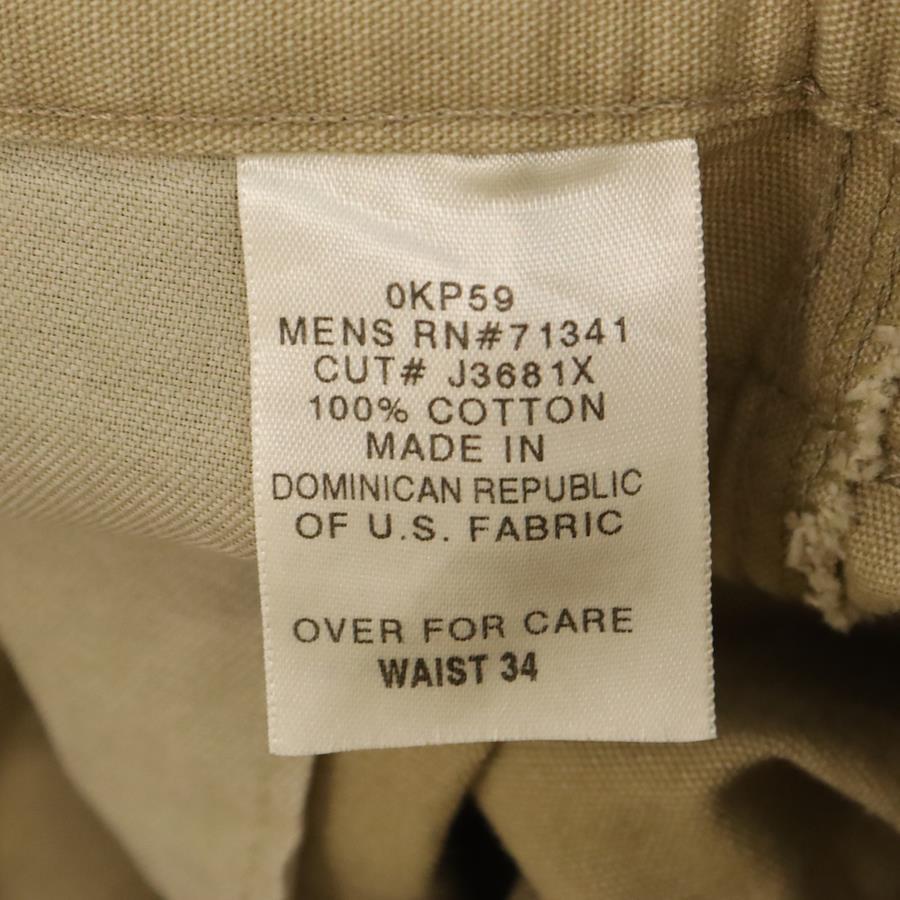 0KP59
MENS RN#71341
CUT# J3681X
100% COTTON
MADE IN
DOMINICAN REPUBLIC
OF U.S. FABRIC
OVER FOR CARE
WAIST 34